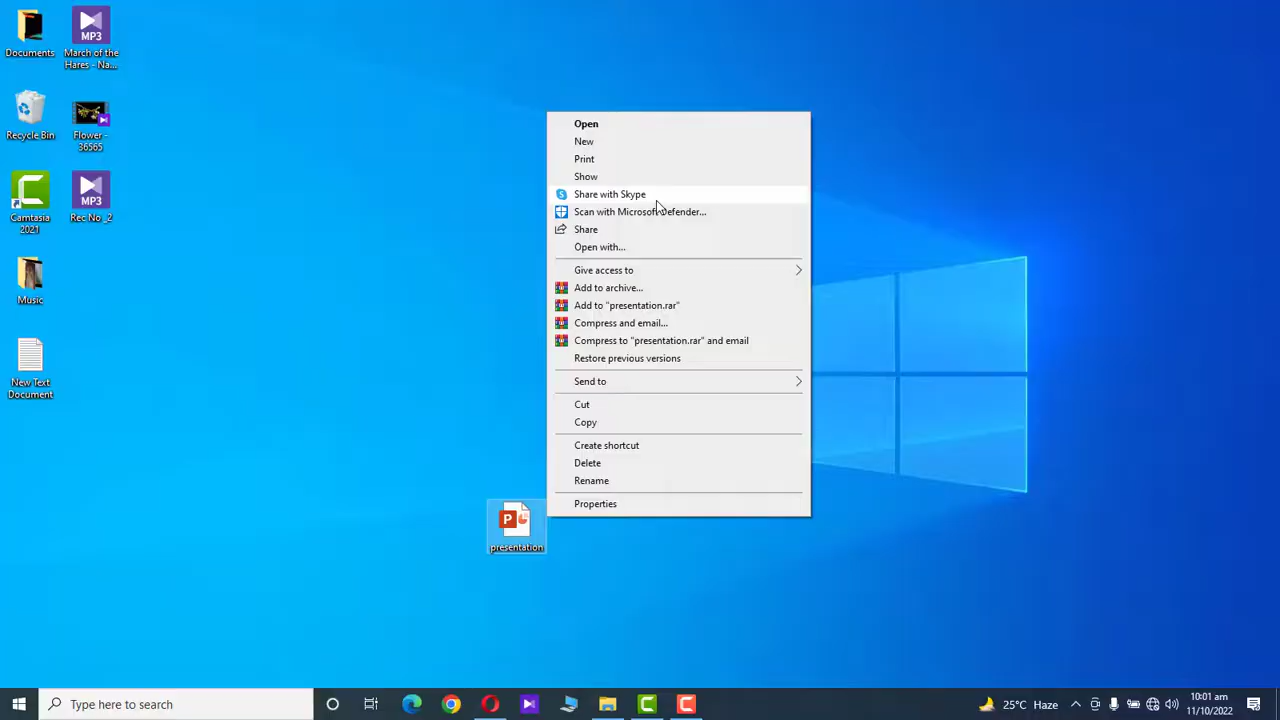 Documents
MP3
March of the
Hares - Na...
Recycle Bin
Flower -
36565
Camtasia
2021
MP3
Rec No_2
Music
New Text
Document
Open
New
Print
Show
Share with Skype
Scan with Microsoft Defender...
Share
Open with...
Give access to
Add to archive...
Add to "presentation.rar"
Compress and email...
Compress to "presentation.rar" and email
Restore previous versions
Send to
Cut
Copy
Create shortcut
Delete
Rename
Properties
P
presentation
Type here to search
25°C Haze
10:01 am
11/10/2022